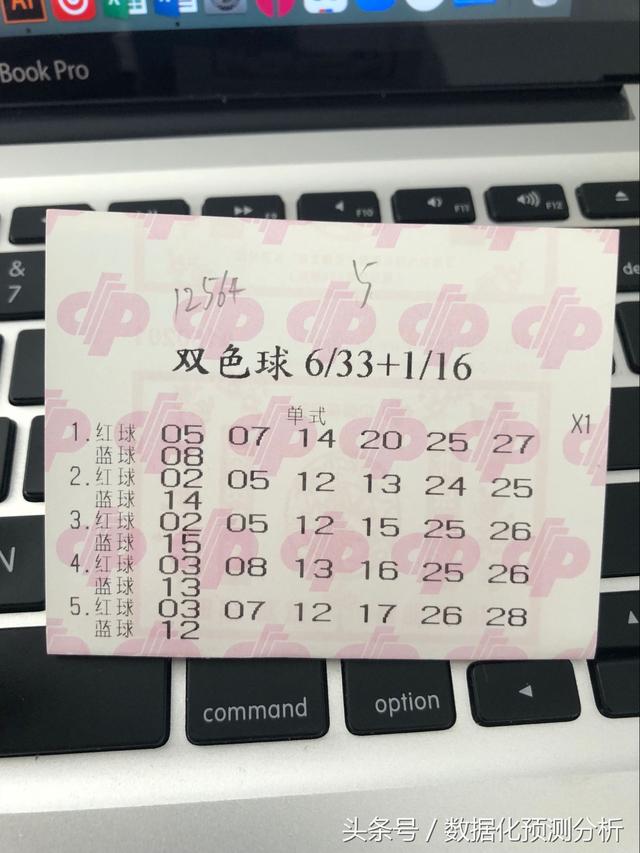 Book Pro
F9
F10
F11
F12
&
7
de
12564
双色球 6/33+1/16
单式
X1
1.红球 05 07 14 20 25 27
蓝球 08
2.红球 02 05 12 13 24 25
蓝球 14
3.红球 02 05 12 15 25 26
蓝球 15
4.红球 03 08 13 16 25 26
蓝球 13
5.红球 03 07 12 17 26 28
蓝球 12
N
command
option
头条号 / 数据化预测分析